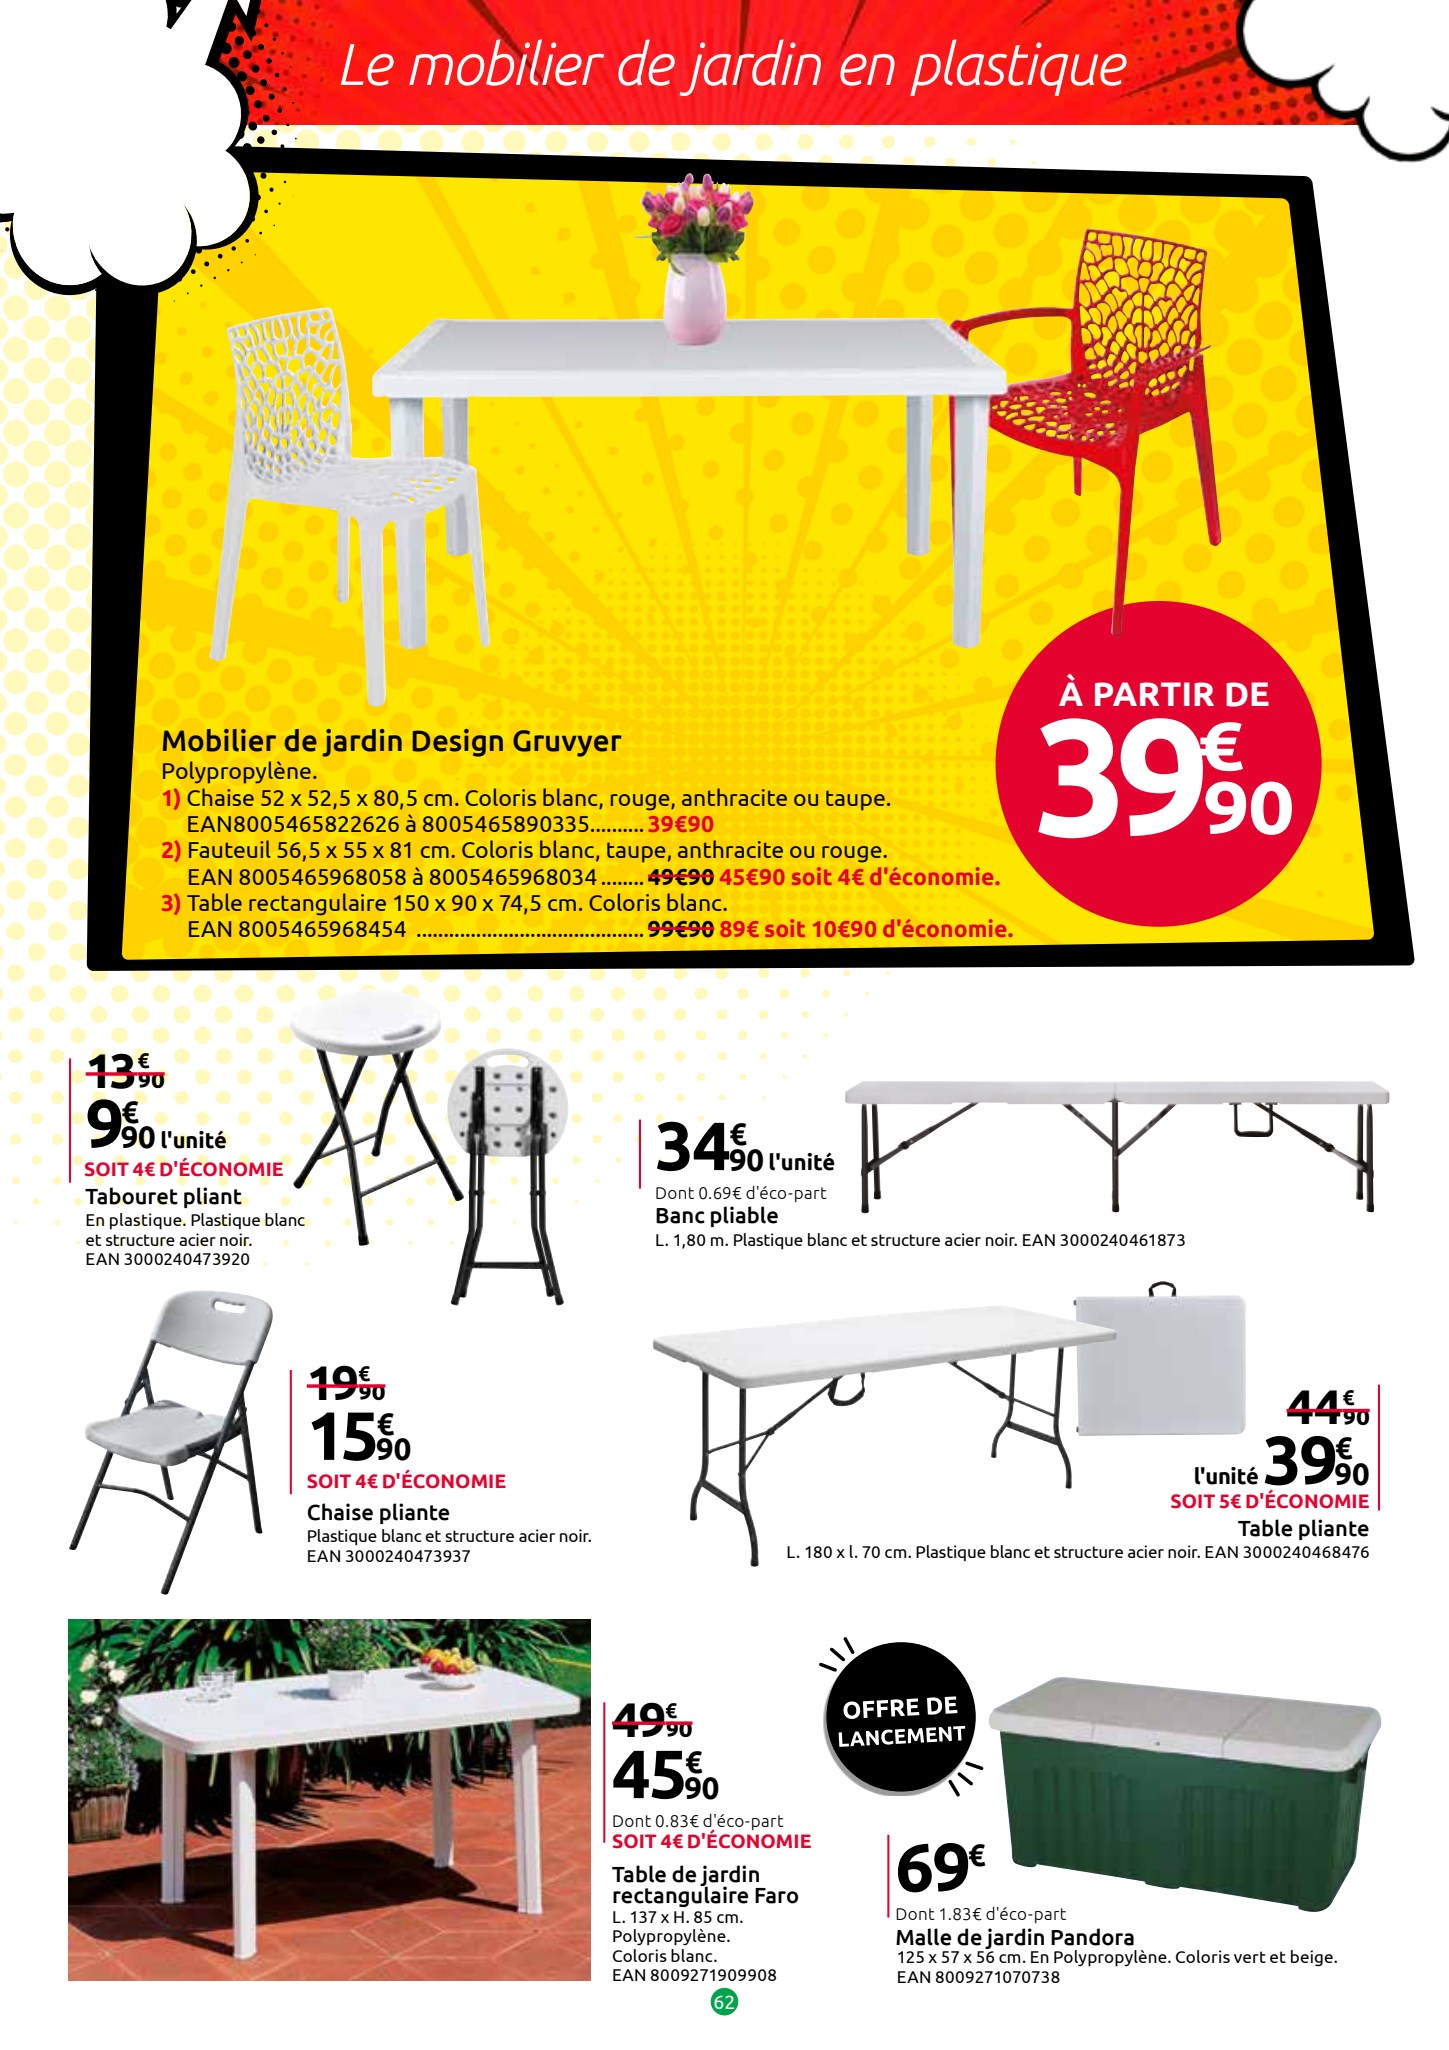 Le mobilier de jardin en plastique
À PARTIR DE
39€90
Mobilier de jardin Design Gruvyer
Polypropylène.
1) Chaise 52 x 52,5 x 80,5 cm. Coloris blanc, rouge, anthracite ou taupe.
EAN8005465822626 à 8005465890335.......... 39€90
2) Fauteuil 56,5 x 55 x 81 cm. Coloris blanc, taupe, anthracite ou rouge.
EAN 8005465968058 à 8005465968034 ........ 49€90 45€90 soit 4€ d'économie.
3) Table rectangulaire 150 x 90 x 74,5 cm. Coloris blanc.
EAN 8005465968454 .......................................... 99€90 89€ soit 10€90 d'économie.
13€90
9€90 l'unité
SOIT 4€ D'ÉCONOMIE
Tabouret pliant
En plastique. Plastique blanc
et structure acier noir.
EAN 3000240473920
34€90 l'unité
Dont 0.69€ d'éco-part
Banc pliable
L. 1,80 m. Plastique blanc et structure acier noir. EAN 3000240461873
19€90
15€90
SOIT 4€ D'ÉCONOMIE
Chaise pliante
Plastique blanc et structure acier noir.
EAN 3000240473937
44€90
l'unité 39€90
SOIT 5€ D'ÉCONOMIE
Table pliante
L. 180 x l. 70 cm. Plastique blanc et structure acier noir. EAN 3000240468476
49€90
45€90
Dont 0.83€ d'éco-part
SOIT 4€ D'ÉCONOMIE
Table de jardin
rectangulaire Faro
L. 137 x H. 85 cm.
Polypropylène.
Coloris blanc.
EAN 8009271909908
OFFRE DE
LANCEMENT
69€
Dont 1.83€ d'éco-part
Malle de jardin Pandora
125 x 57 x 56 cm. En Polypropylène. Coloris vert et beige.
EAN 8009271070738
62